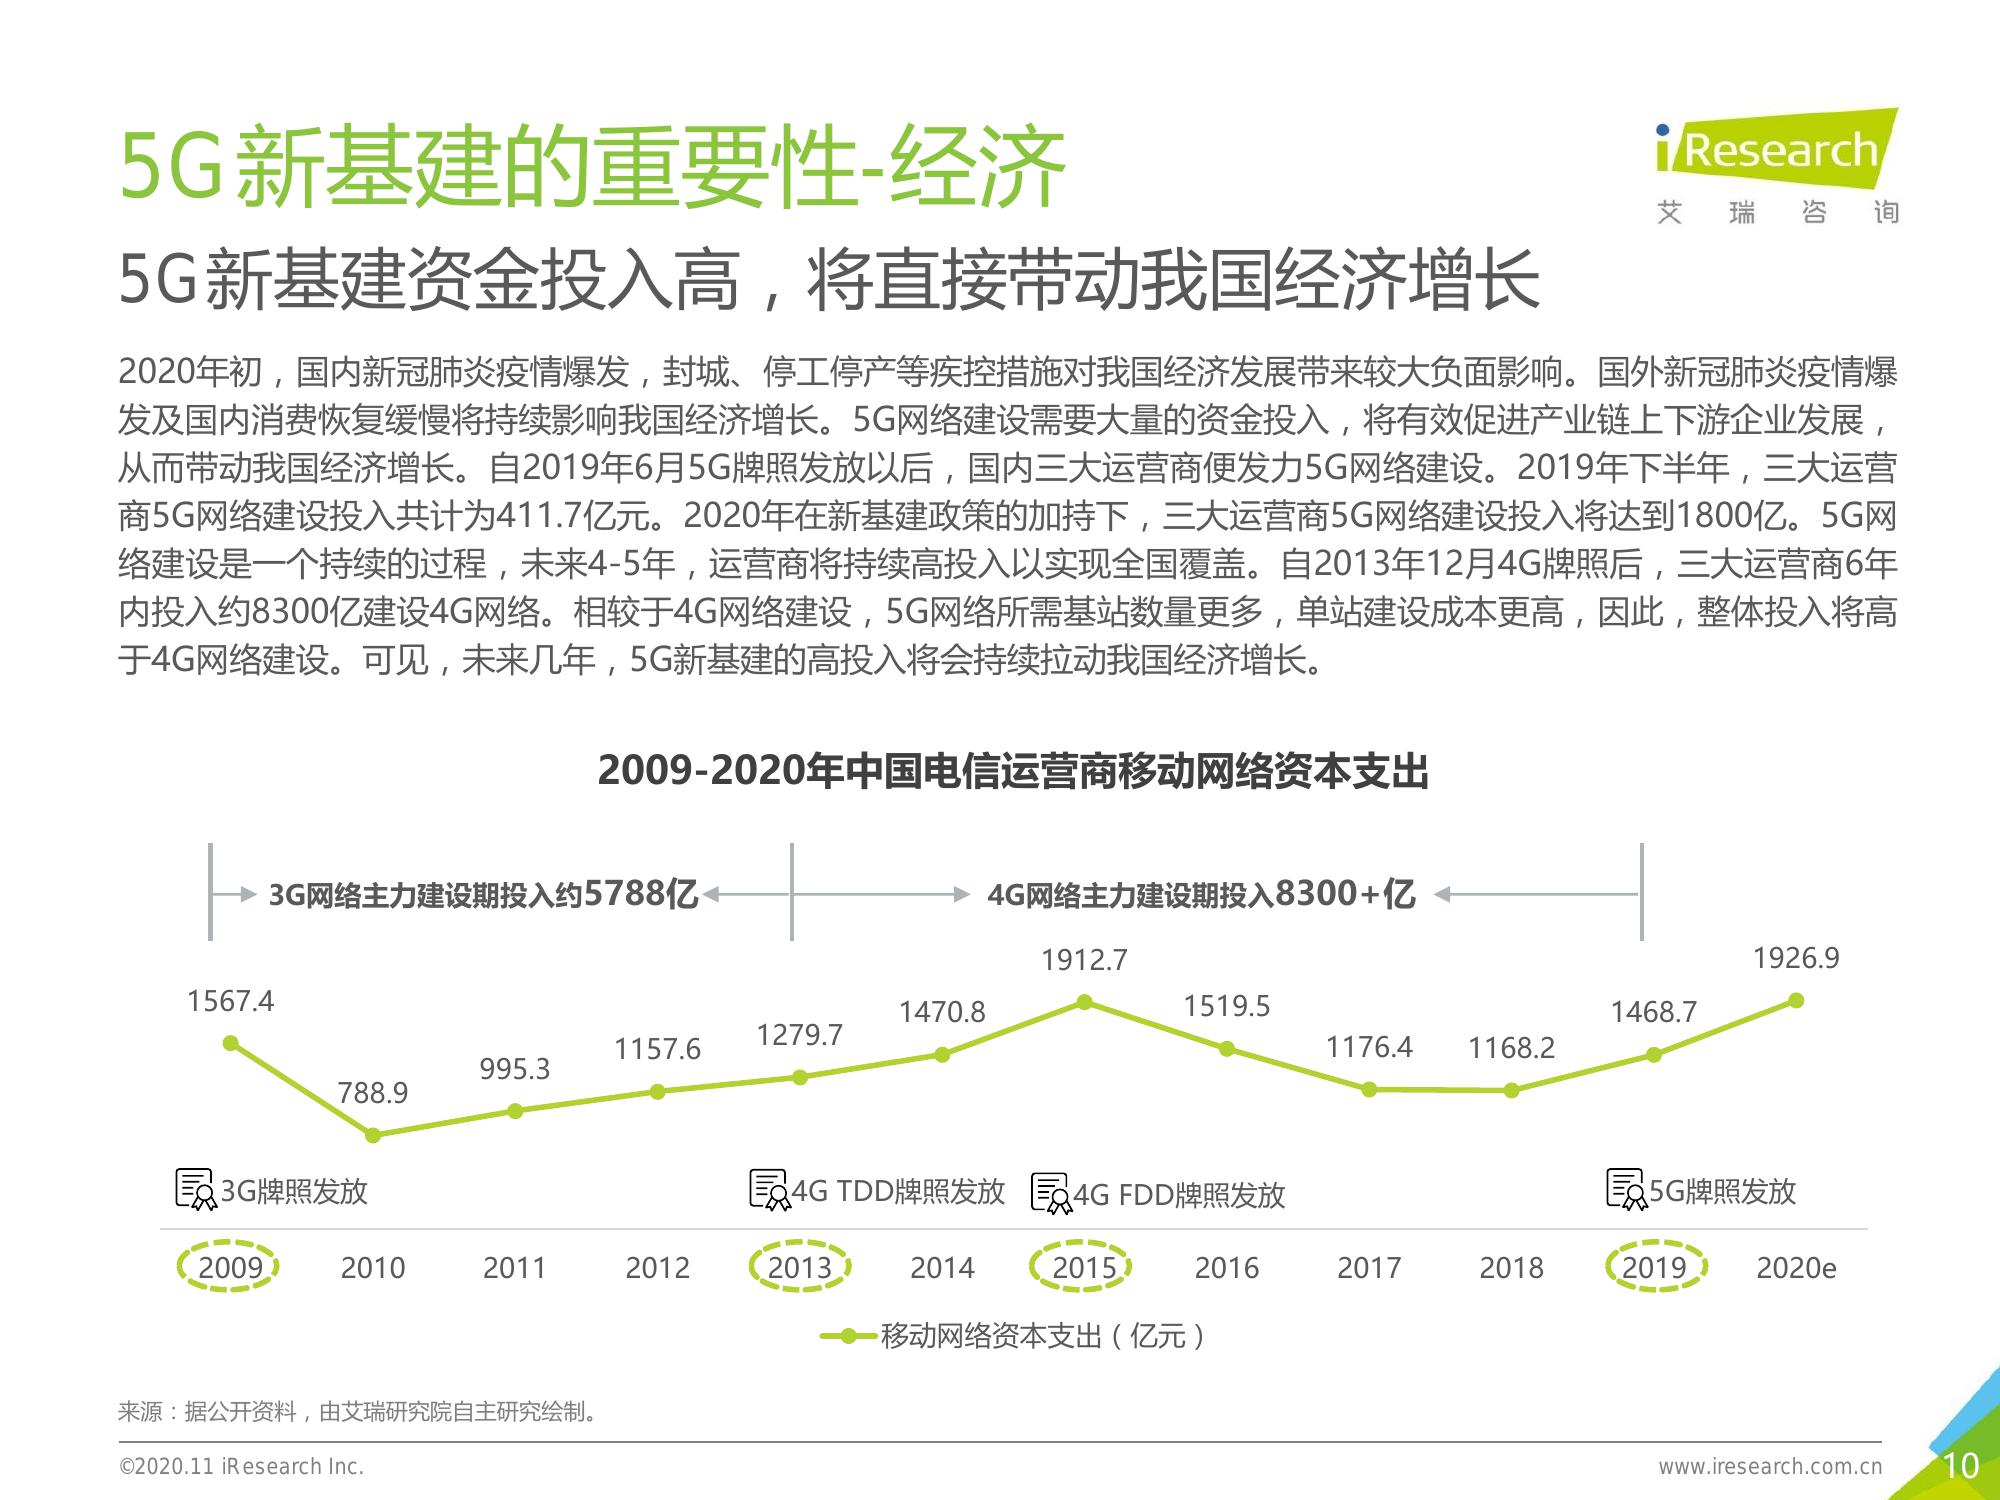 5G新基建的重要性-经济
iResearch
艾瑞咨询
5G新基建资金投入高，将直接带动我国经济增长
2020年初，国内新冠肺炎疫情爆发，封城、停工停产等疾控措施对我国经济发展带来较大负面影响。国外新冠肺炎疫情爆
发及国内消费恢复缓慢将持续影响我国经济增长。5G网络建设需要大量的资金投入，将有效促进产业链上下游企业发展，
从而带动我国经济增长。自2019年6月5G牌照发放以后，国内三大运营商便发力5G网络建设。2019年下半年，三大运营
商5G网络建设投入共计为411.7亿元。2020年在新基建政策的加持下，三大运营商5G网络建设投入将达到1800亿。5G网
络建设是一个持续的过程，未来4-5年，运营商将持续高投入以实现全国覆盖。自2013年12月4G牌照后，三大运营商6年
内投入约8300亿建设4G网络。相较于4G网络建设，5G网络所需基站数量更多，单站建设成本更高，因此，整体投入将高
于4G网络建设。可见，未来几年，5G新基建的高投入将会持续拉动我国经济增长。
2009-2020年中国电信运营商移动网络资本支出
3G网络主力建设期投入约5788亿 4G网络主力建设期投入8300+亿
1567.4 788.9 995.3 1157.6 1279.7 1470.8 1912.7 1519.5 1176.4 1168.2 1468.7 1926.9
3G牌照发放 4G TDD牌照发放 4G FDD牌照发放 5G牌照发放
2009 2010 2011 2012 2013 2014 2015 2016 2017 2018 2019 2020e
移动网络资本支出（亿元）
来源：据公开资料，由艾瑞研究院自主研究绘制。
©2020.11 iResearch Inc. www.iresearch.com.cn 10